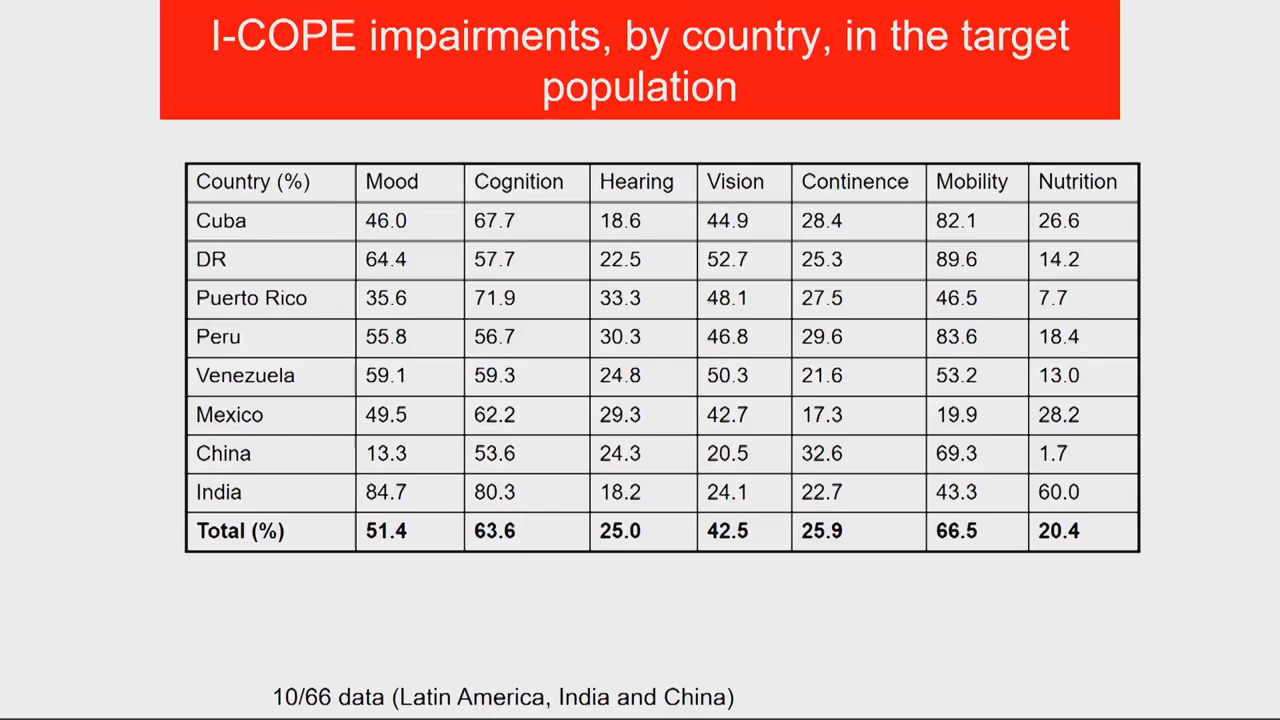 I-COPE impairments, by country, in the target
population
Country (%) Mood Cognition Hearing Vision Continence Mobility Nutrition
Cuba 46.0 67.7 18.6 44.9 28.4 82.1 26.6
DR 64.4 57.7 22.5 52.7 25.3 89.6 14.2
Puerto Rico 35.6 71.9 33.3 48.1 27.5 46.5 7.7
Peru 55.8 56.7 30.3 46.8 29.6 83.6 18.4
Venezuela 59.1 59.3 24.8 50.3 21.6 53.2 13.0
Mexico 49.5 62.2 29.3 42.7 17.3 19.9 28.2
China 13.3 53.6 24.3 20.5 32.6 69.3 1.7
India 84.7 80.3 18.2 24.1 22.7 43.3 60.0
Total (%) 51.4 63.6 25.0 42.5 25.9 66.5 20.4
10/66 data (Latin America, India and China)